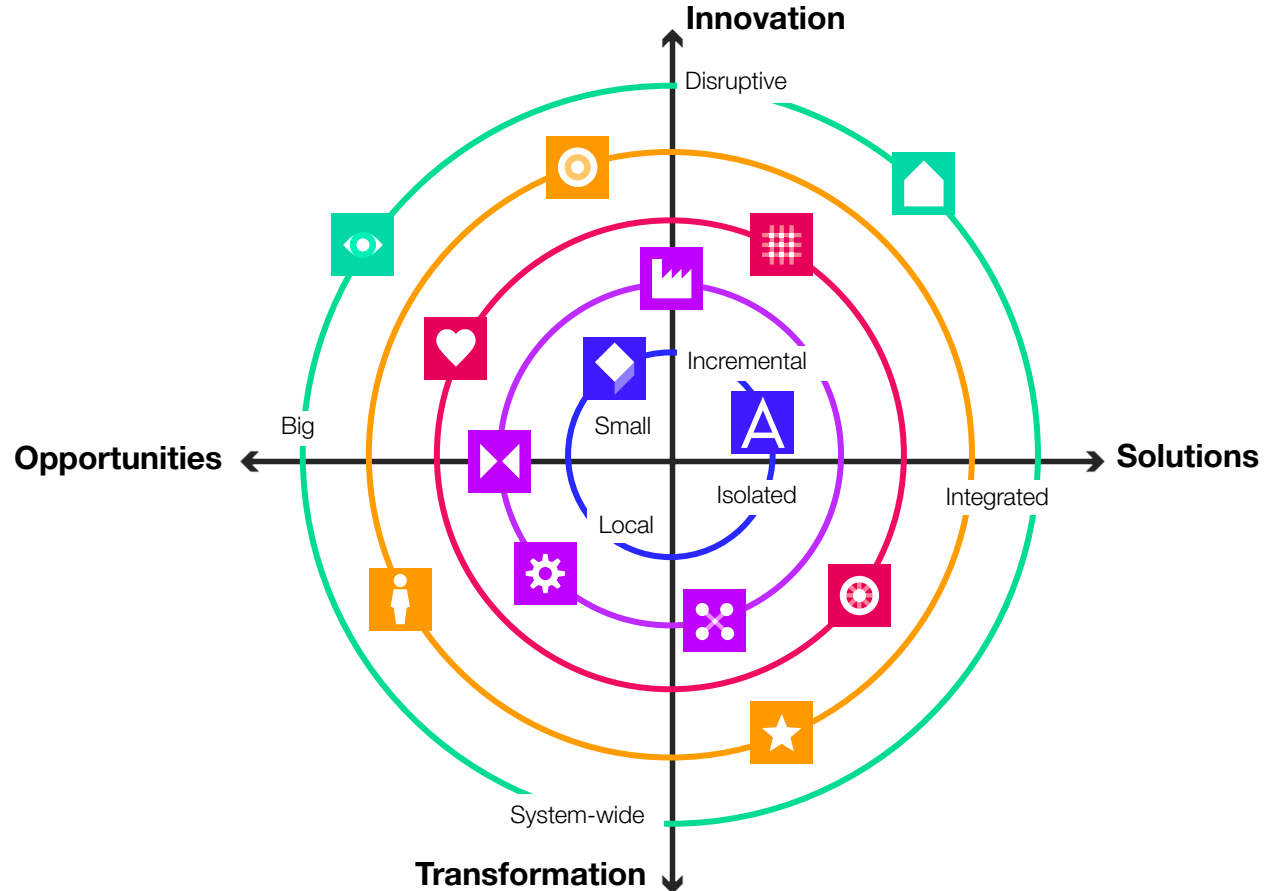 Innovation
Disruptive
Incremental
Small
A
Big
Opportunities
Solutions
Isolated
Integrated
Local
System-wide
Transformation